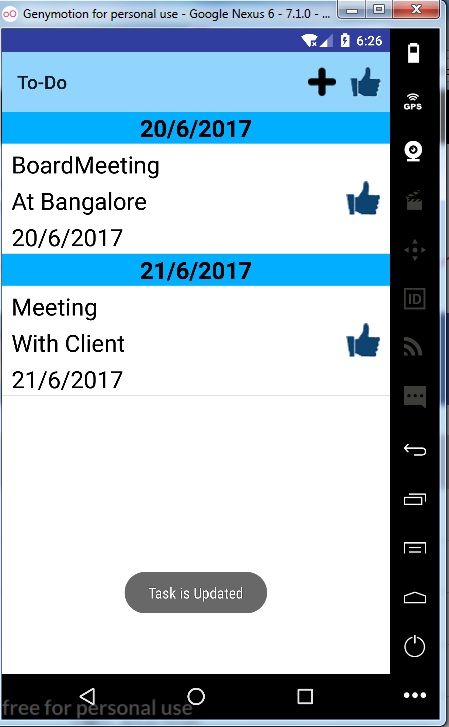 Genymotion for personal use - Google Nexus 6 - 7.1.0 - ...
6:26
To-Do
GPS
20/6/2017
BoardMeeting
At Bangalore
20/6/2017
21/6/2017
ID
Meeting
With Client
21/6/2017
Task is Updated
free for personal use